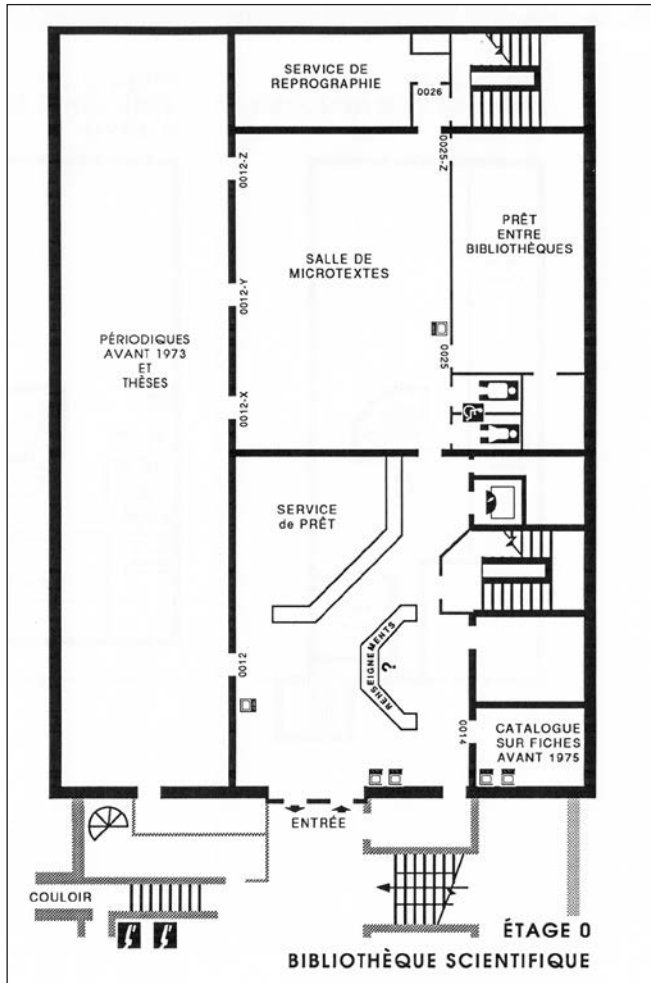 SERVICE DE
REPROGRAPHIE
0026
0012-Z
0025-Z
PRÊT
ENTRE
BIBLIOTHÈQUES
SALLE DE
MICROTEXTES
0012-Y
PÉRIODIQUES
AVANT 1973
ET
THÈSES
0025
0012-X
SERVICE
de PRÊT
RENSEIGNEMENTS
?
0012
0014
CATALOGUE
SUR FICHES
AVANT 1975
ENTRÉE
COULOIR
ÉTAGE 0
BIBLIOTHÈQUE SCIENTIFIQUE